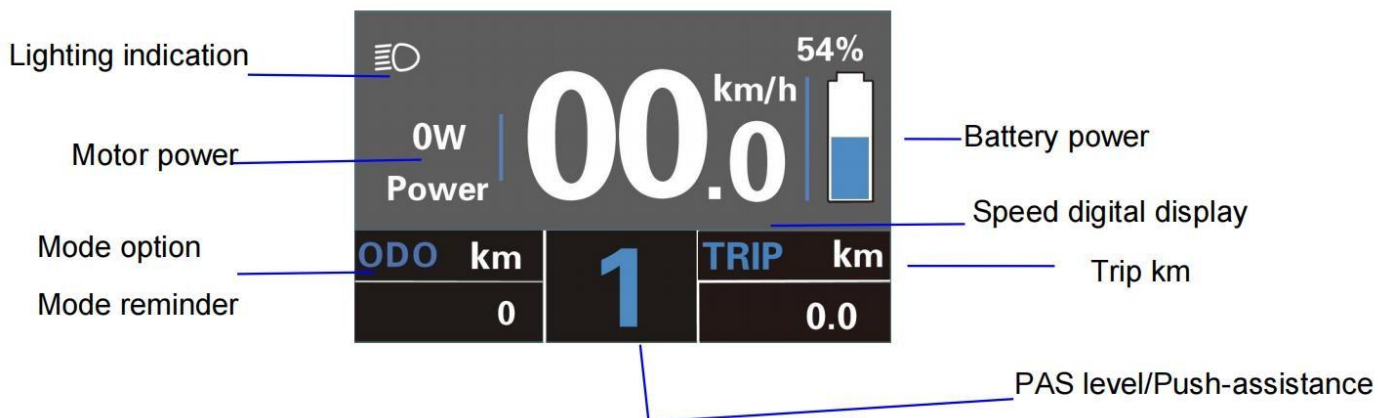 Lighting indication
Motor power
Mode option
Mode reminder
54%
km/h
00.0
0W
Power
ODO km
0
1
TRIP km
0.0
Battery power
Speed digital display
Trip km
PAS level/Push-assistance